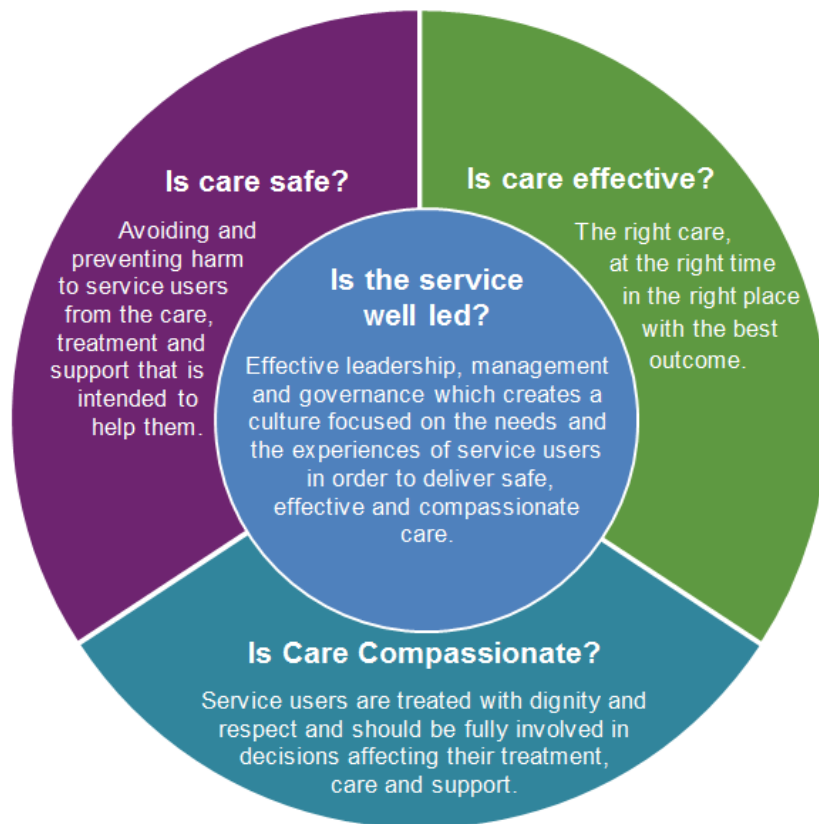 Is care safe?
Avoiding and
preventing harm
to service users
from the care,
treatment and
support that is
intended to
help them.
Is care effective?
The right care,
at the right time
in the right place
with the best
outcome.
Is the service
well led?
Effective leadership, management
and governance which creates a
culture focused on the needs and
the experiences of service users
in order to deliver safe,
effective and compassionate
care.
Is Care Compassionate?
Service users are treated with dignity and
respect and should be fully involved in
decisions affecting their treatment,
care and support.